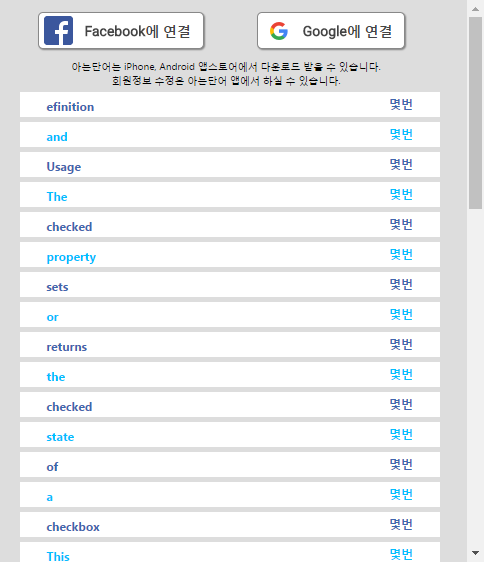 Facebook에 연결 Google에 연결
아는단어는 iPhone, Android 앱스토어에서 다운로드 받을 수 있습니다.
회원정보 수정은 아는단어 앱에서 하실 수 있습니다.
efinition 몇번
and 몇번
Usage 몇번
The 몇번
checked 몇번
property 몇번
sets 몇번
or 몇번
returns 몇번
the 몇번
checked 몇번
state 몇번
of 몇번
a 몇번
checkbox 몇번
This 몇번